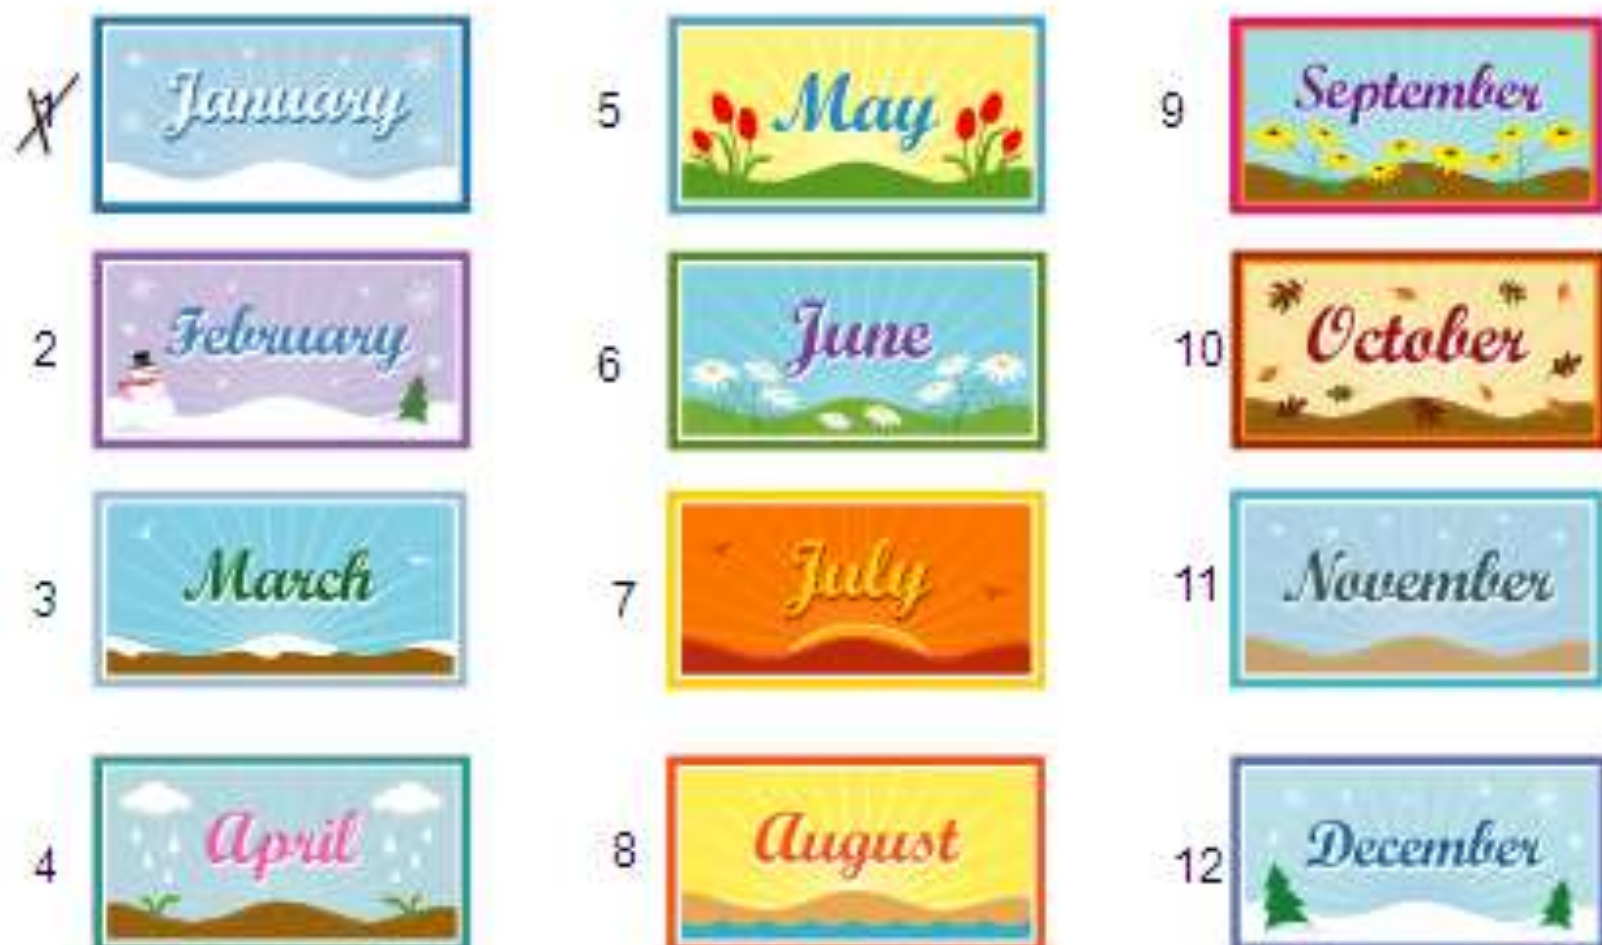 1 January
2 February
3 March
4 April
5 May
6 June
7 July
8 August
9 September
10 October
11 November
12 December